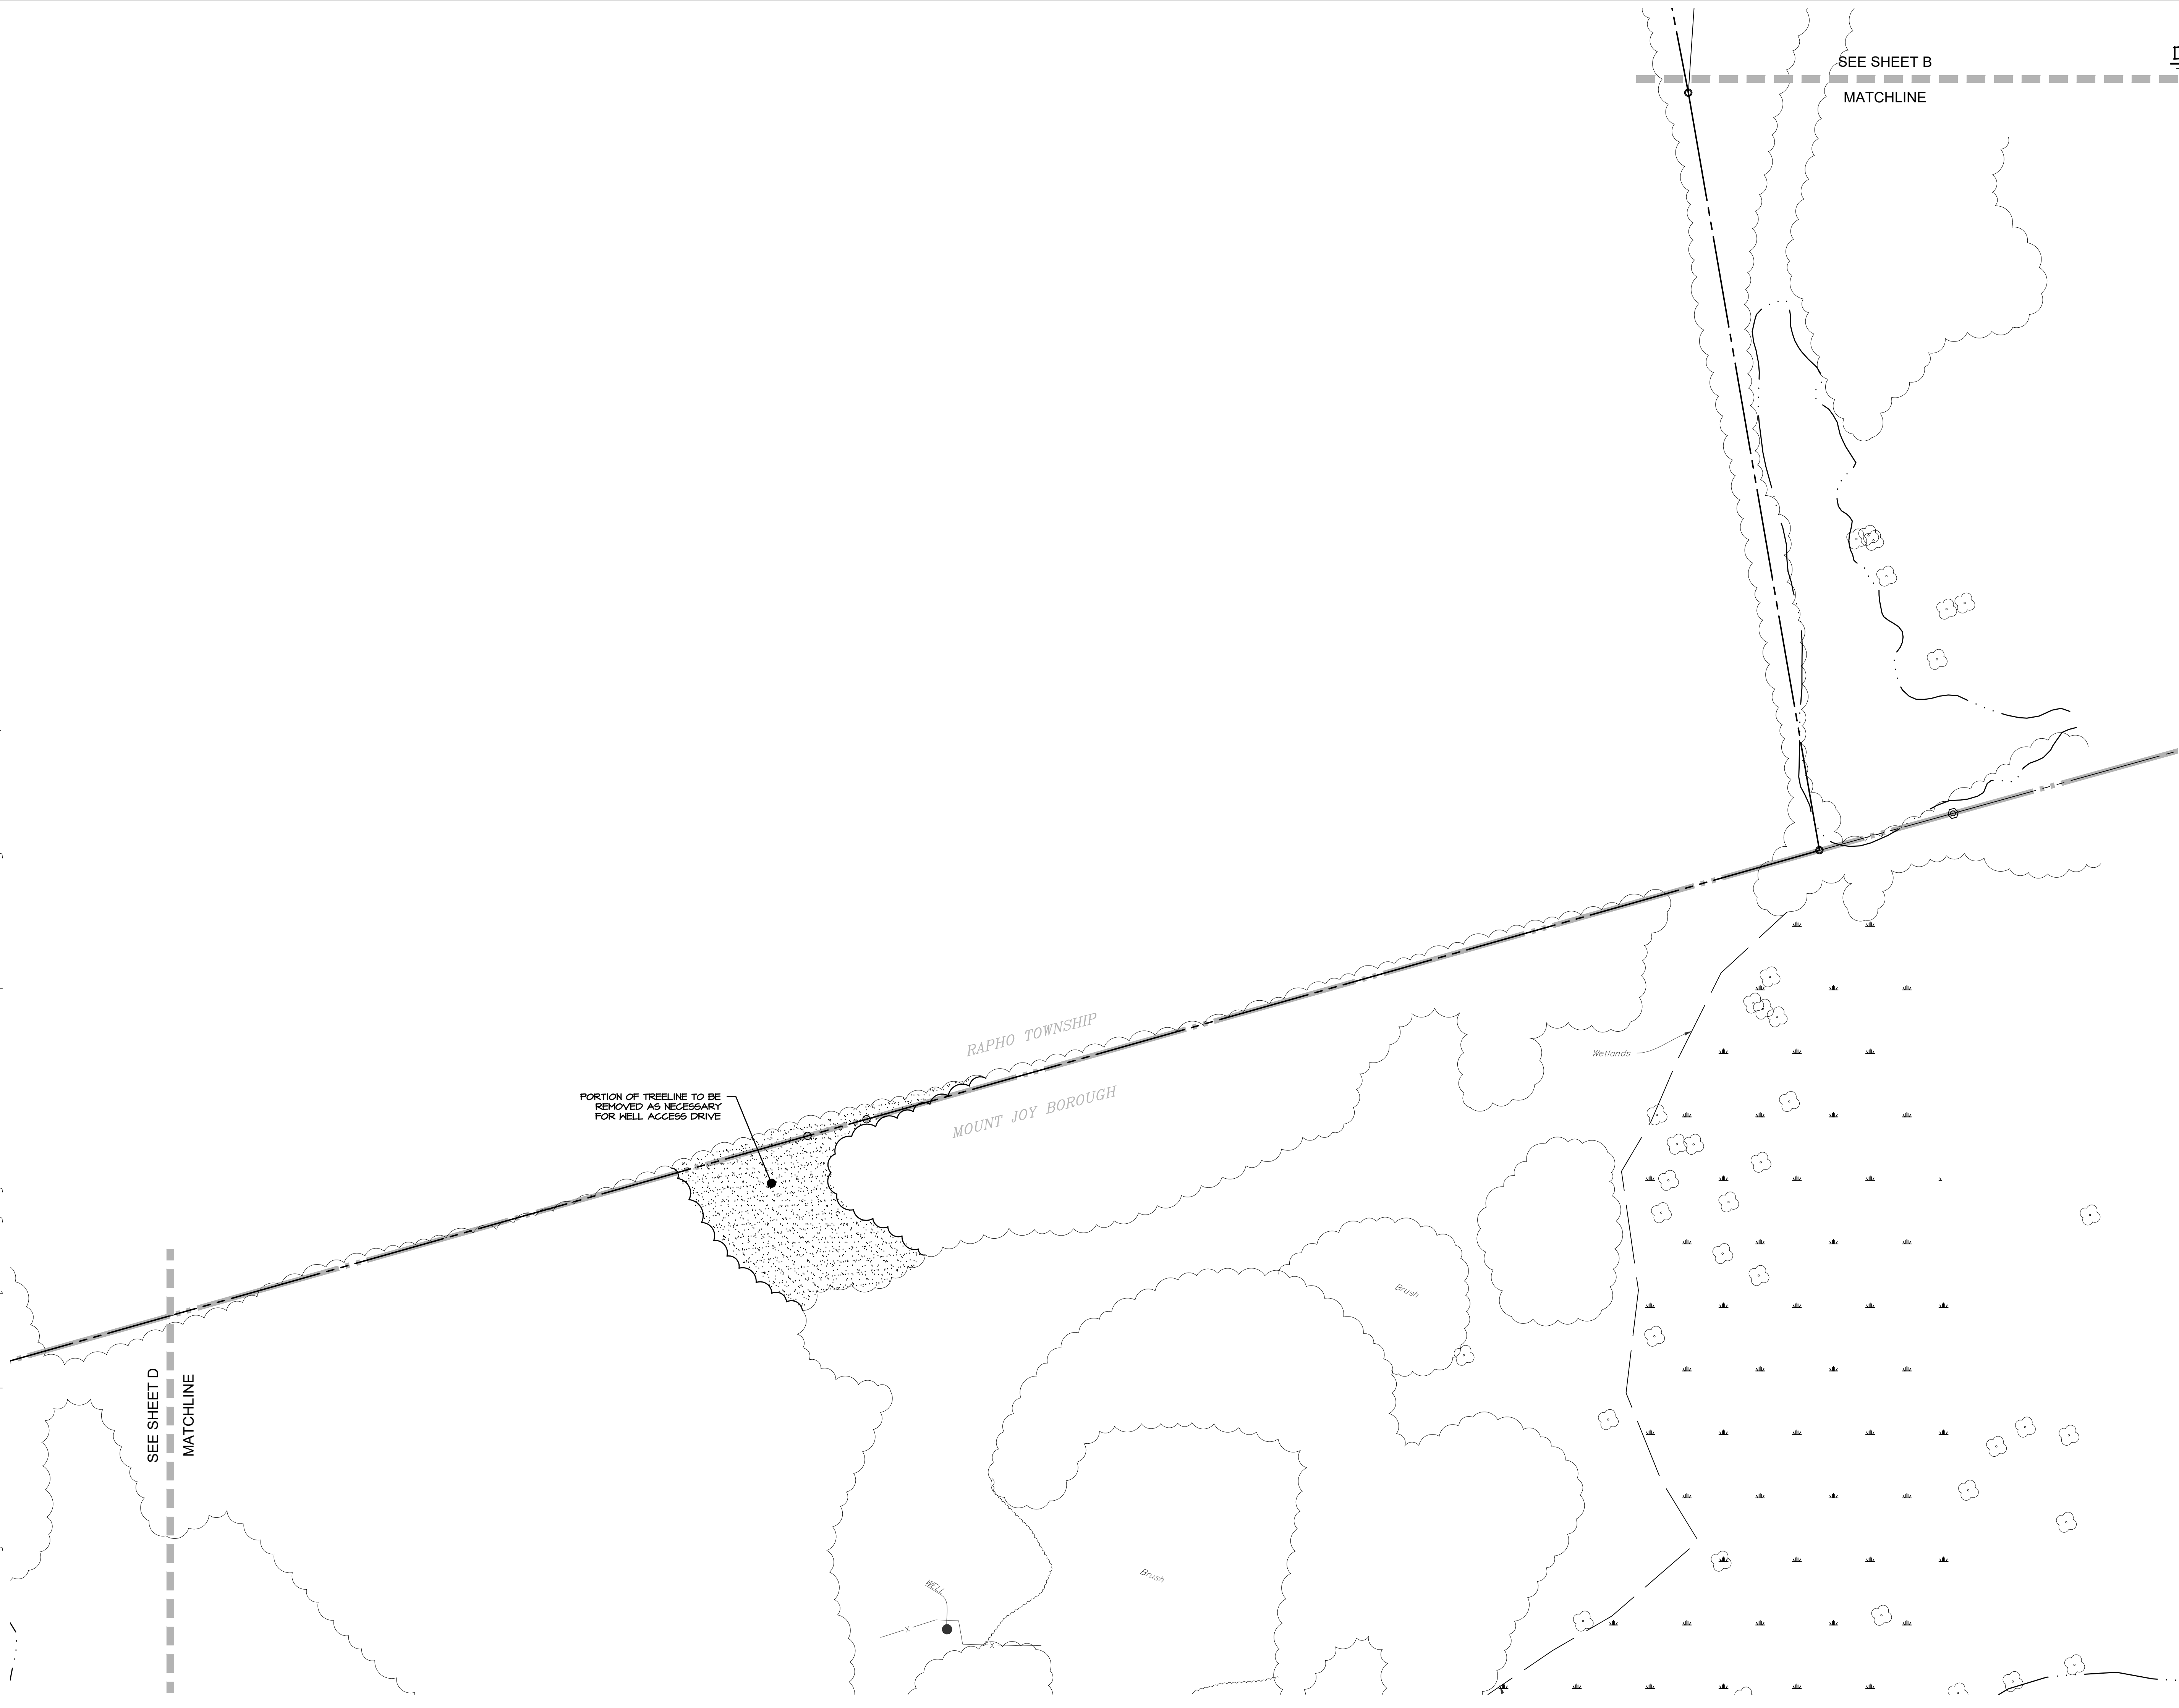 SEE SHEET B
MATCHLINE
RAPHO TOWNSHIP
MOUNT JOY BOROUGH
PORTION OF TREELINE TO BE
REMOVED AS NECESSARY
FOR WELL ACCESS DRIVE
Wetlands
Brush
SEE SHEET D
MATCHLINE
Brush
WELL
X
X